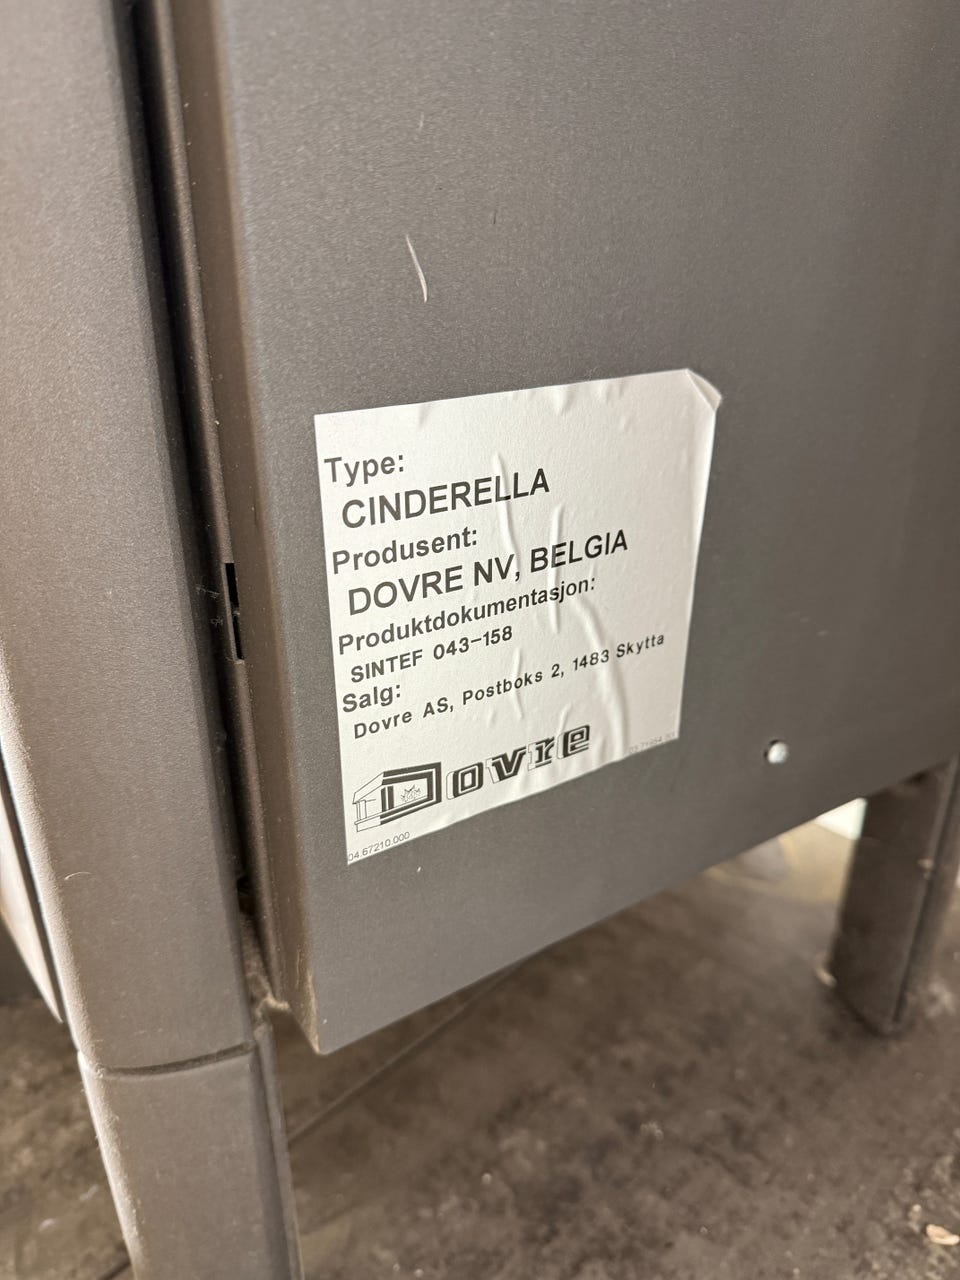 Type:
CINDERELLA
Produsent:
DOVRE NV, BELGIA
Produktdokumentasjon:
SINTEF 043-158
Salg:
Dovre AS, Postboks 2, 1483 Skytta
Dovre
04.67210.000